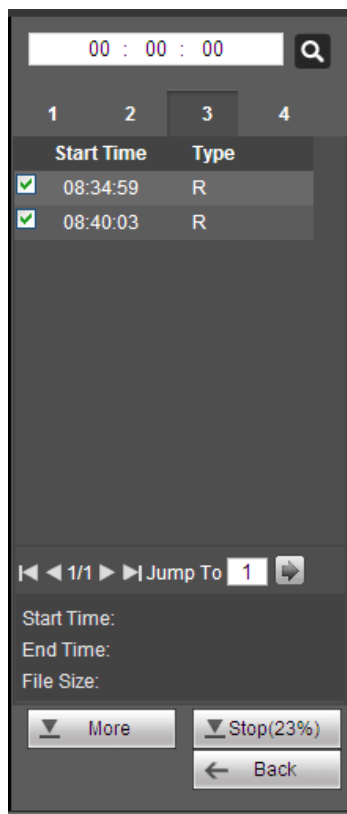 00 : 00 : 00
1 2 3 4
Start Time Type
08:34:59 R
08:40:03 R
1/1 Jump To 1
Start Time:
End Time:
File Size:
More Stop(23%)
Back